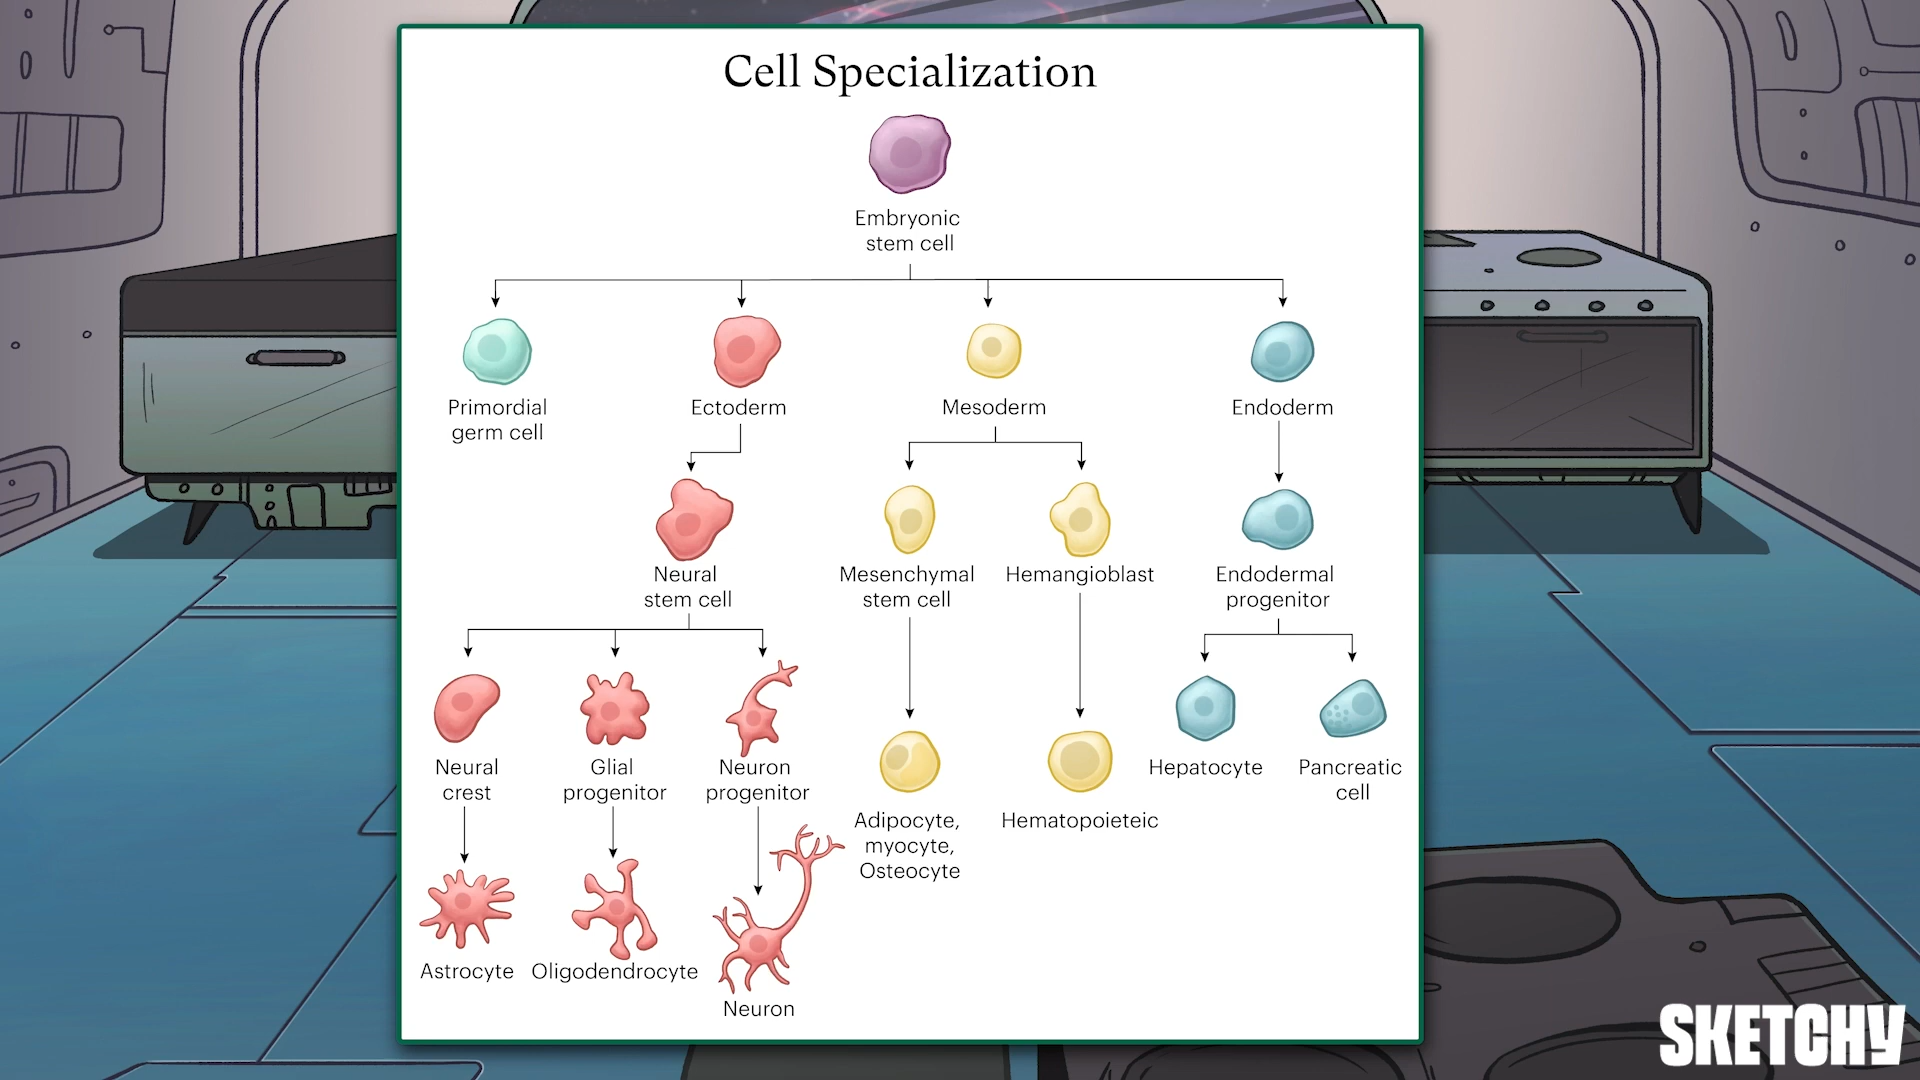 Cell Specialization
Embryonic
stem cell
Primordial
germ cell
Ectoderm
Mesoderm
Endoderm
Neural
stem cell
Mesenchymal
stem cell
Hemangioblast
Endodermal
progenitor
Neural
crest
Glial
progenitor
Neuron
progenitor
Adipocyte,
myocyte,
Osteocyte
Hematopoieteic
Hepatocyte
Pancreatic
cell
Astrocyte
Oligodendrocyte
Neuron
SKETCHY